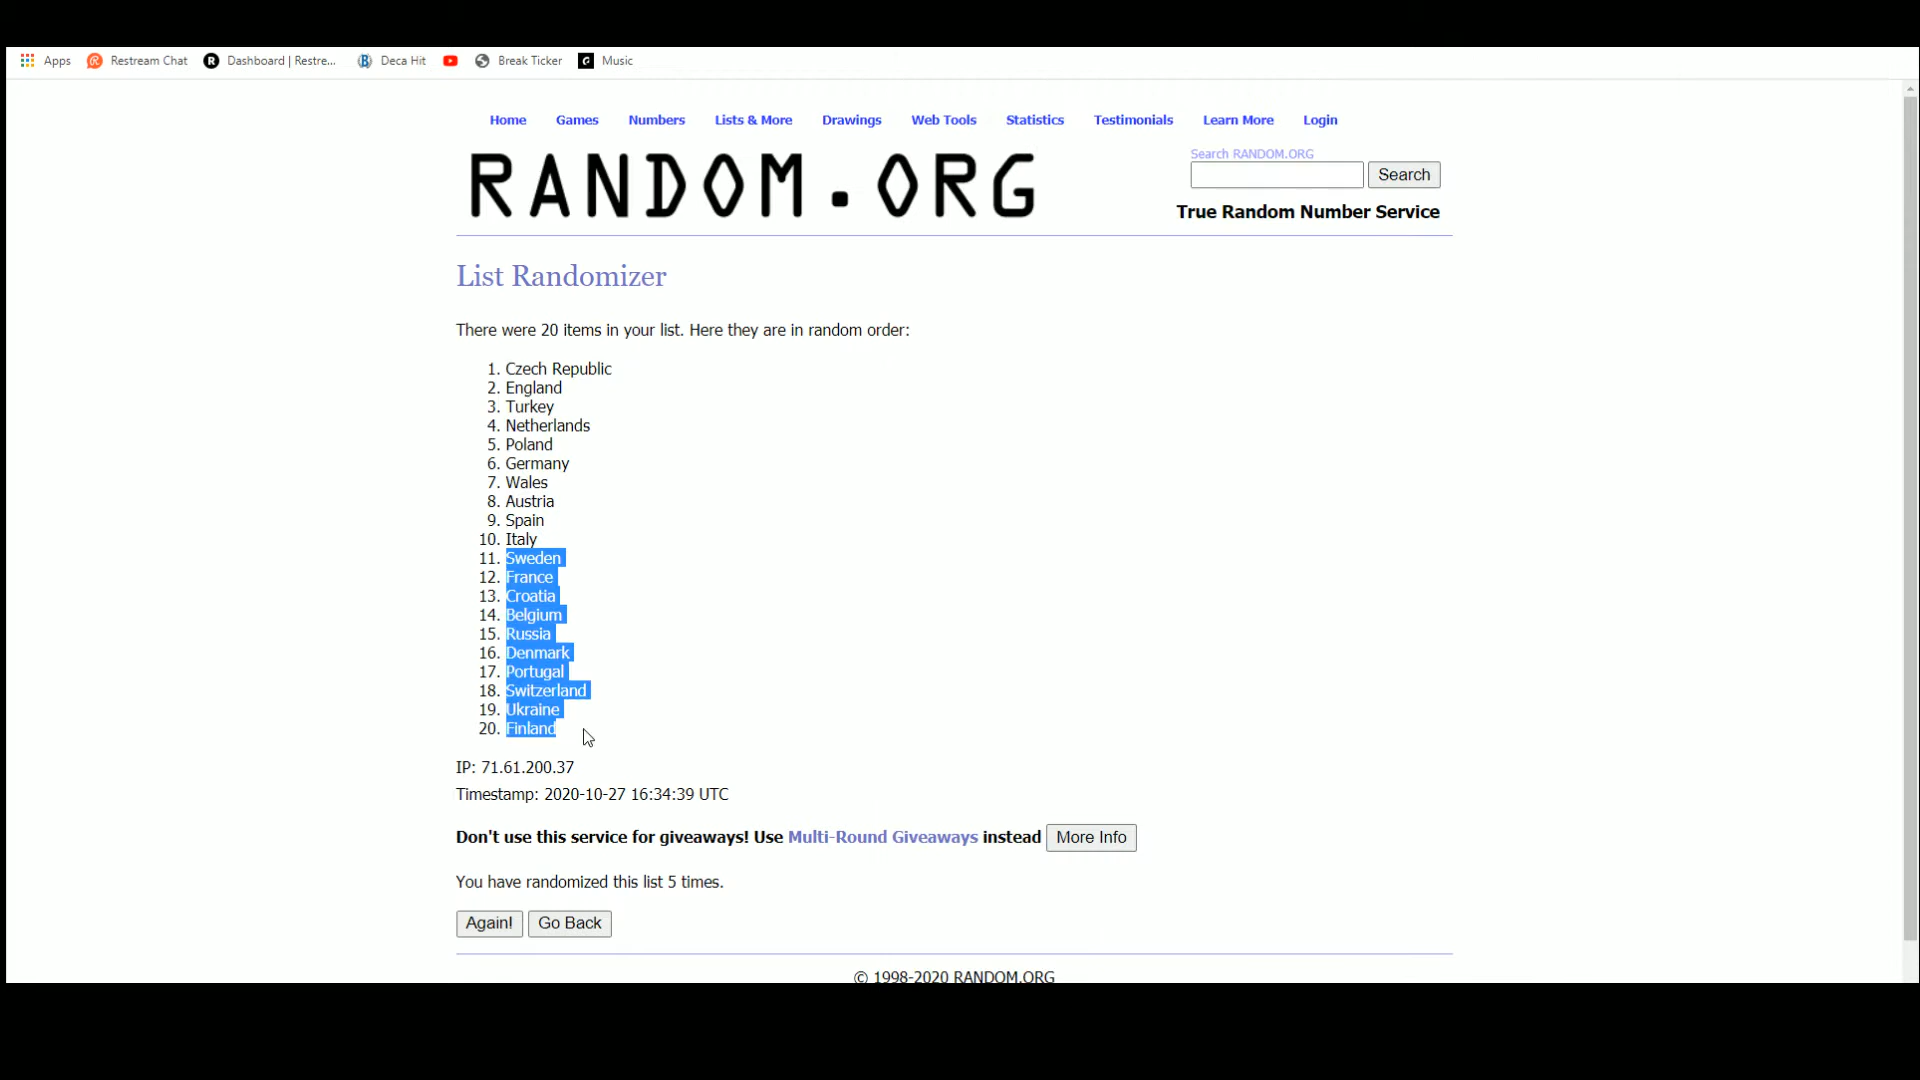 Apps Restream Chat Dashboard | Restre... Deca Hit Break Ticker Music
Home Games Numbers Lists & More Drawings Web Tools Statistics Testimonials Learn More Login
Search RANDOM.ORG
RANDOM.ORG
Search
True Random Number Service
List Randomizer
There were 20 items in your list. Here they are in random order:
1. Czech Republic
2. England
3. Turkey
4. Netherlands
5. Poland
6. Germany
7. Wales
8. Austria
9. Spain
10. Italy
11. Sweden
12. France
13. Croatia
14. Belgium
15. Russia
16. Denmark
17. Portugal
18. Switzerland
19. Ukraine
20. Finland
IP: 71.61.200.37
Timestamp: 2020-10-27 16:34:39 UTC
Don't use this service for giveaways! Use Multi-Round Giveaways instead More Info
You have randomized this list 5 times.
Again! Go Back
© 1998-2020 RANDOM.ORG